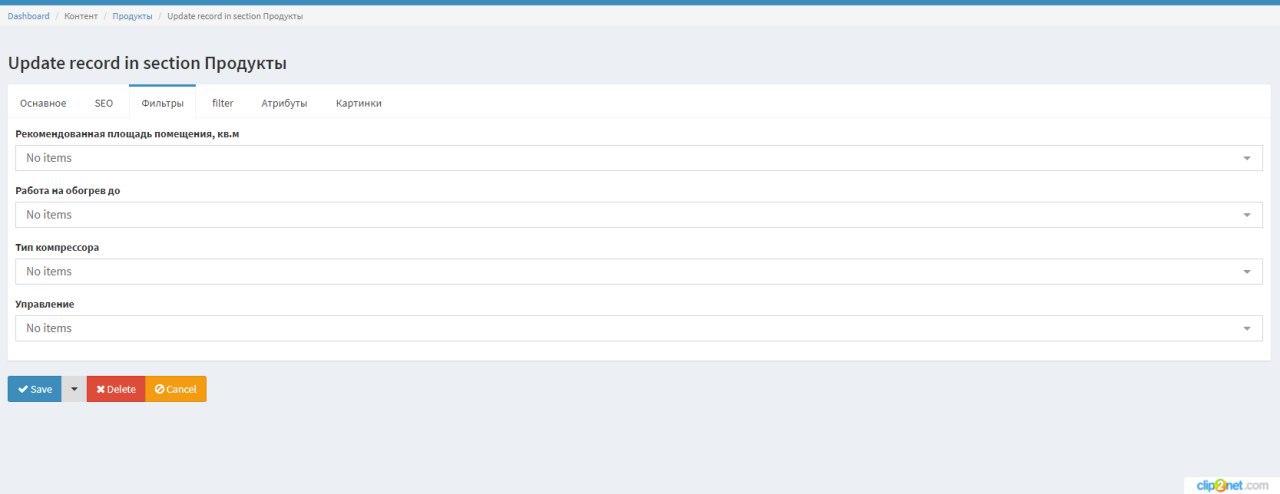 Dashboard / Контент / Продукты / Update record in section Продукты
Update record in section Продукты
Оснавное SEO Фильтры filter Атрибуты Картинки
Рекомендованная площадь помещения, кв.м
No items
Работа на обогрев до
No items
Тип компрессора
No items
Управление
No items
Save Delete Cancel
clip2net.com